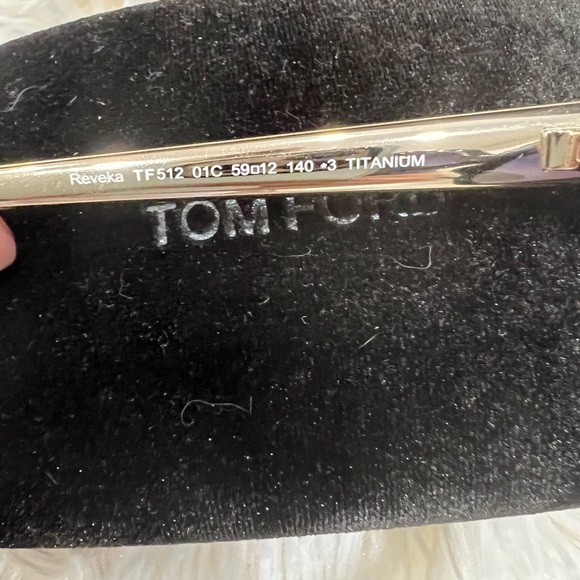 Reveka TF512 01C 59□12 140 *3 TITANIUM
TOM FORD